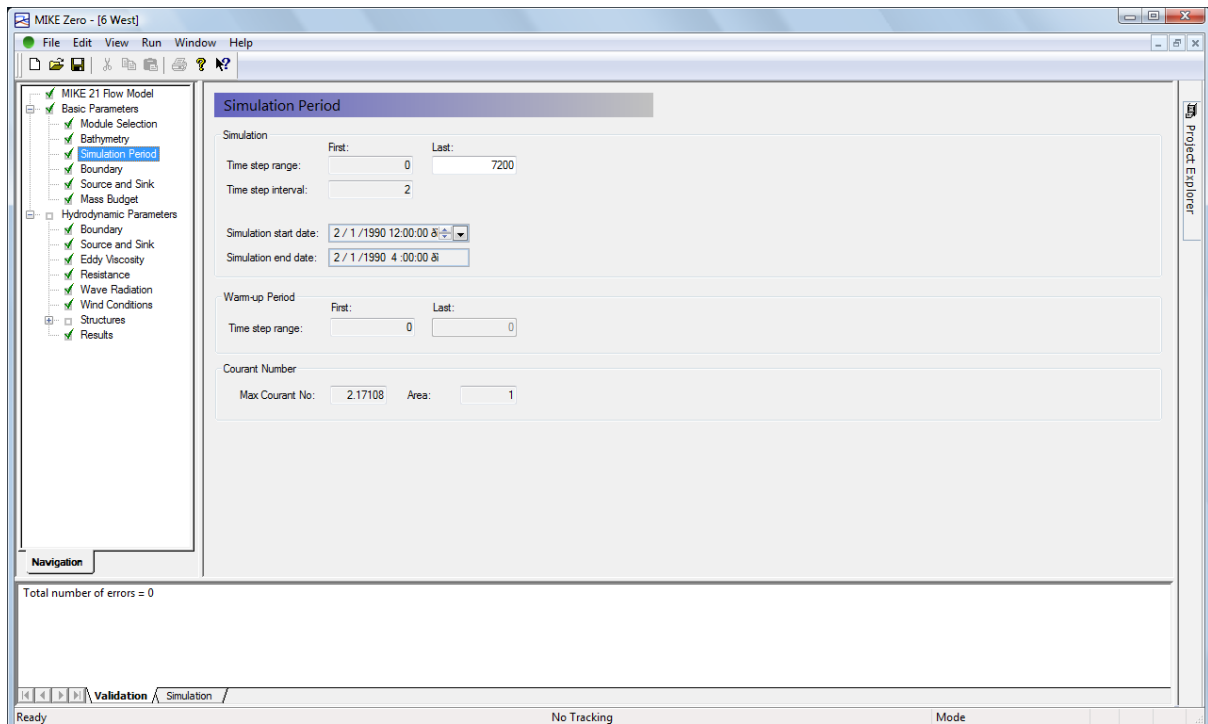 MIKE Zero - [6 West]
File Edit View Run Window Help
MIKE 21 Flow Model
Basic Parameters
Module Selection
Bathymetry
Simulation Period
Boundary
Source and Sink
Mass Budget
Hydrodynamic Parameters
Boundary
Source and Sink
Eddy Viscosity
Resistance
Wave Radiation
Wind Conditions
Structures
Results
Navigation
Simulation Period
Simulation
First: Last:
Time step range: 0 7200
Time step interval: 2
Simulation start date: 2 / 1 /1990 12:00:00
Simulation end date: 2 / 1 /1990 4 :00:00
Warm-up Period
First: Last:
Time step range: 0 0
Courant Number
Max Courant No: 2.17108 Area: 1
Project Explorer
Total number of errors = 0
Validation Simulation
Ready No Tracking Mode